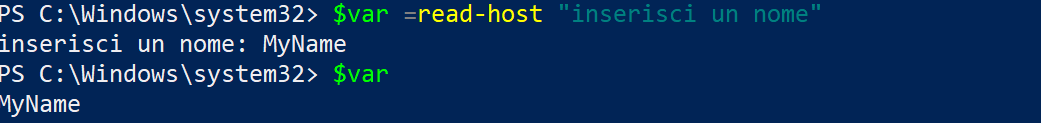 PS C:\Windows\system32> $var =read-host "inserisci un nome"
inserisci un nome: MyName
PS C:\Windows\system32> $var
MyName